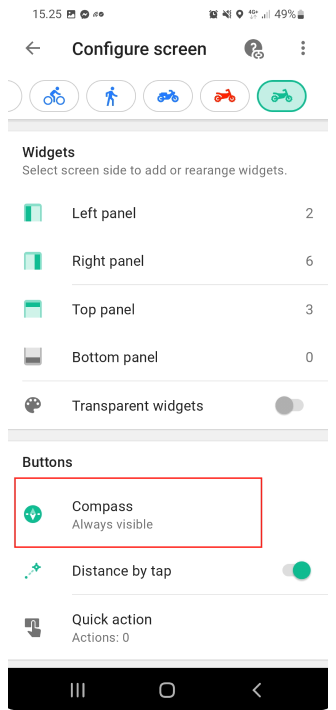 15.25
4G+
49%
Configure screen
Widgets
Select screen side to add or rearrange widgets.
Left panel 2
Right panel 6
Top panel 3
Bottom panel 0
Transparent widgets
Buttons
Compass
Always visible
Distance by tap
Quick action
Actions: 0